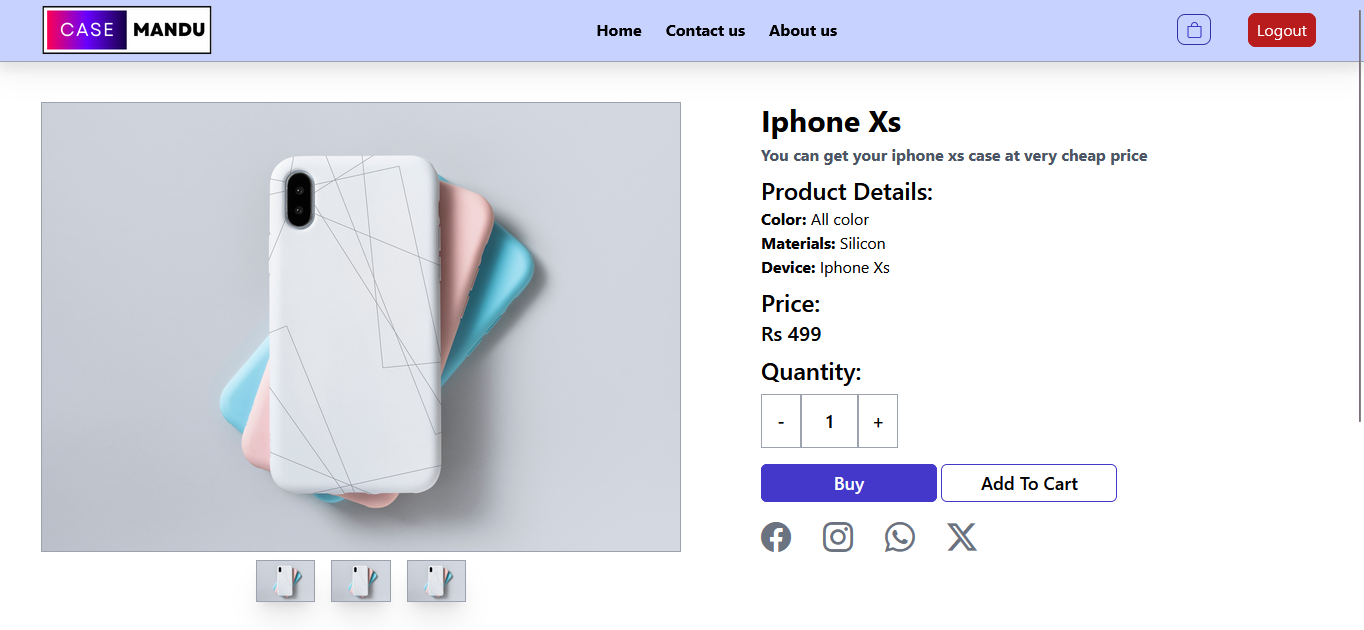 CASE MANDU
Home Contact us About us
Logout
Iphone Xs
You can get your iphone xs case at very cheap price
Product Details:
Color: All color
Materials: Silicon
Device: Iphone Xs
Price:
Rs 499
Quantity:
- 1 +
Buy Add To Cart